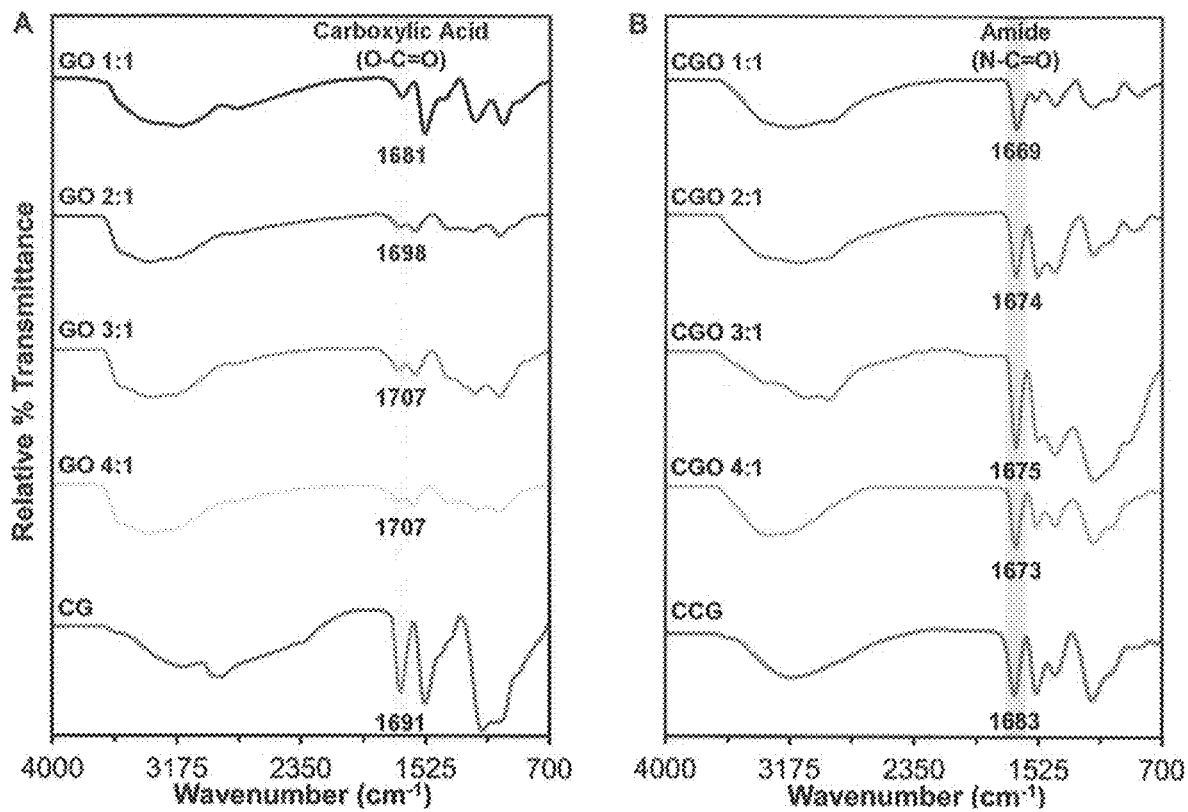 A
Carboxylic Acid
(O-C=O)
GO 1:1
1681
GO 2:1
1698
GO 3:1
1707
GO 4:1
1707
CG
1691
4000 3175 2350 1525 700
Wavenumber (cm⁻¹)
Relative % Transmittance
B
Amide
(N-C=O)
CGO 1:1
1669
CGO 2:1
1674
CGO 3:1
1675
CGO 4:1
1673
CCG
1683
4000 3175 2350 1525 700
Wavenumber (cm⁻¹)